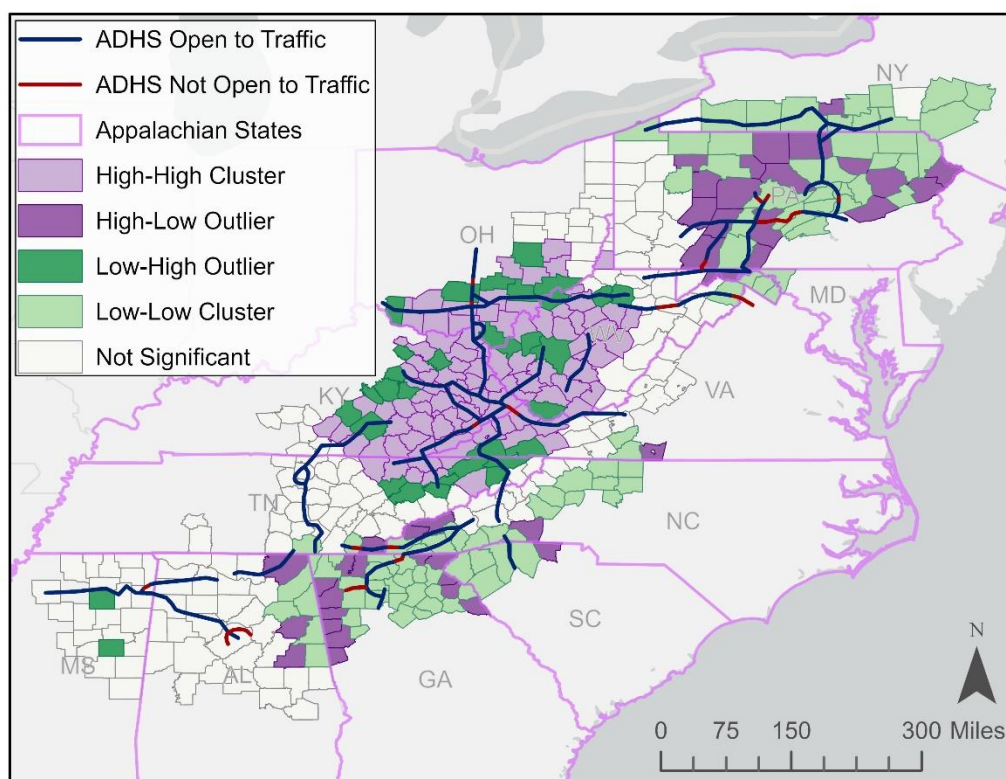 ADHS Open to Traffic
ADHS Not Open to Traffic
Appalachian States
High-High Cluster
High-Low Outlier
Low-High Outlier
Low-Low Cluster
Not Significant
NY
PA
OH
MD
WV
VA
KY
TN
NC
SC
MS
AL
GA
N
0 75 150 300 Miles